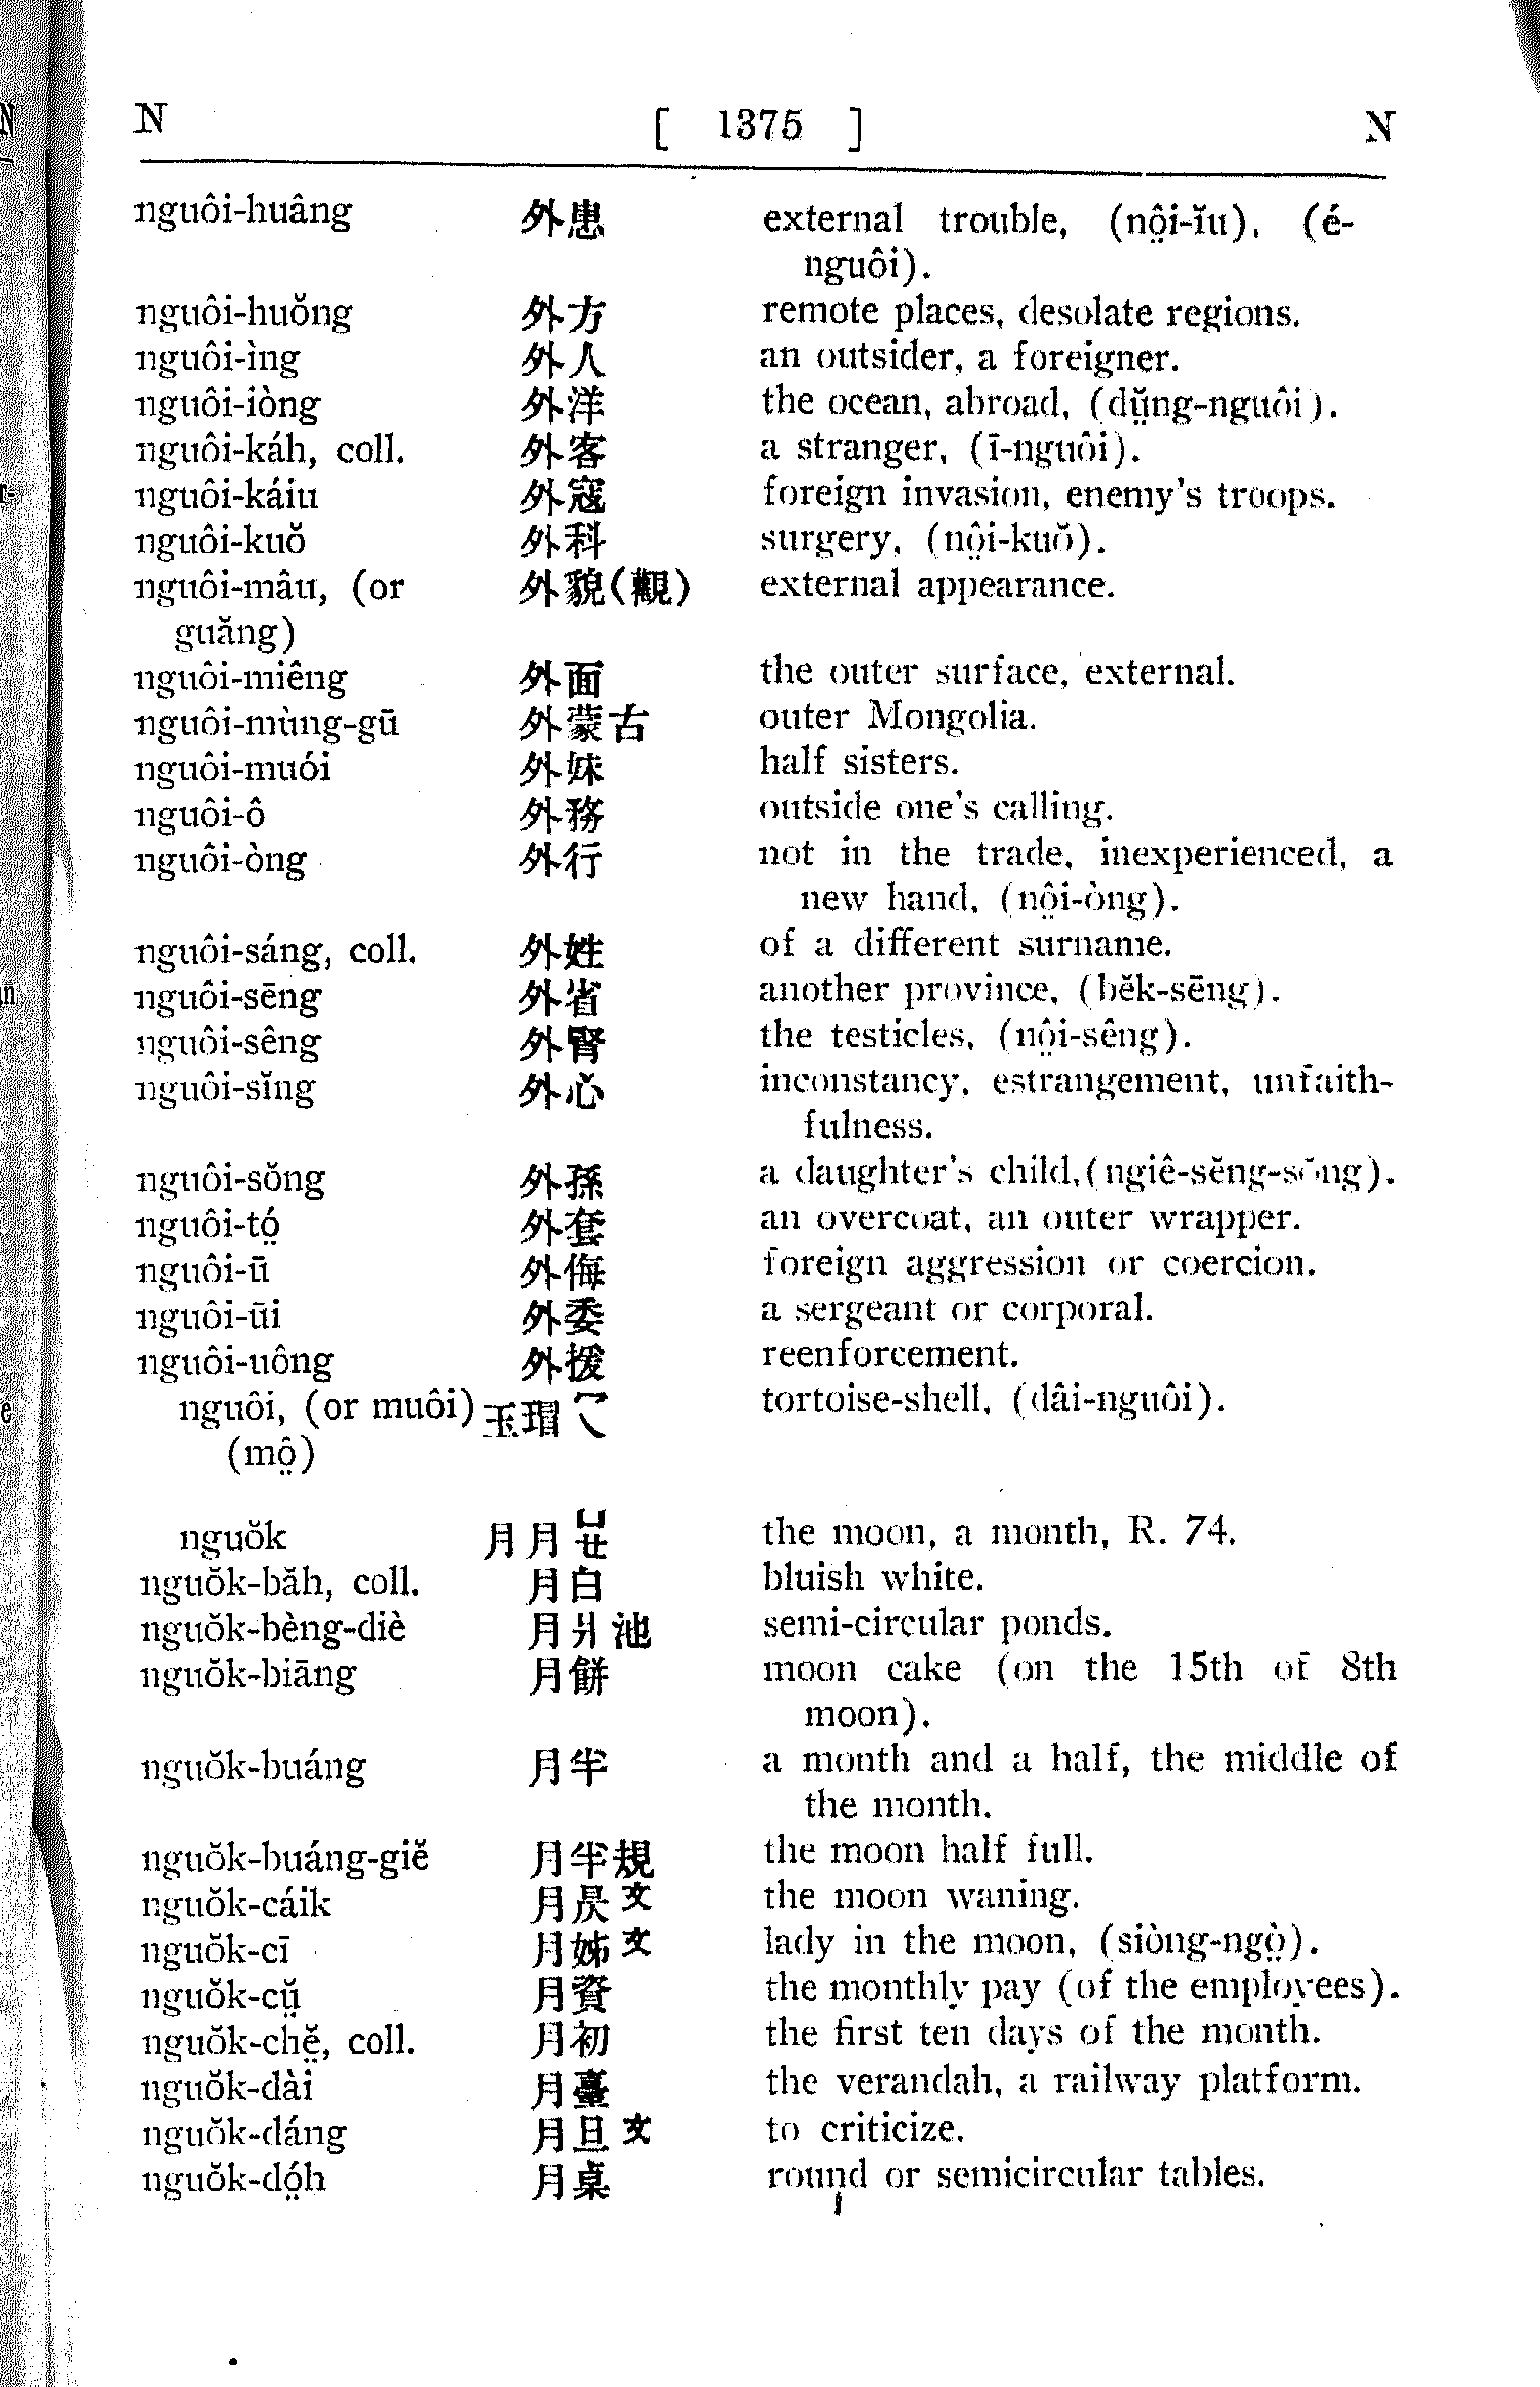 N [ 1375 ] N
nguôi-huâng 外患 external trouble, (nô̤i-ĭu), (é-
nguôi).
nguôi-huŏng 外方 remote places, desolate regions.
nguôi-ìng 外人 an outsider, a foreigner.
nguôi-iòng 外洋 the ocean, abroad, (dṳ̆ng-nguôi).
nguôi-káh, coll. 外客 a stranger, (ī-nguôi).
nguôi-káiu 外寇 foreign invasion, enemy's troops.
nguôi-kuŏ 外科 surgery, (nô̤i-kuŏ).
nguôi-mâu, (or 外貌(觀) external appearance.
guăng)
nguôi-miêng 外面 the outer surface, external.
nguôi-mùng-gū 外蒙古 outer Mongolia.
nguôi-muói 外妹 half sisters.
nguôi-ô 外務 outside one's calling.
nguôi-òng 外行 not in the trade, inexperienced, a
new hand, (nô̤i-òng).
nguôi-sáng, coll. 外姓 of a different surname.
nguôi-sēng 外省 another province, (bĕk-sēng).
nguôi-sêng 外腎 the testicles, (nô̤i-sêng).
nguôi-sĭng 外心 inconstancy, estrangement, unfaith-
fulness.
nguôi-sŏng 外孫 a daughter's child,(ngiê-sĕng-sŏng).
nguôi-tó̤ 外套 an overcoat, an outer wrapper.
nguôi-ū 外侮 foreign aggression or coercion.
nguôi-ūi 外委 a sergeant or corporal.
nguôi-uông 外援 reenforcement.
nguôi, (or muôi) 玉瑁 tortoise-shell, (dâi-nguôi).
(mô̤)
nguŏk 月月 the moon, a month, R. 74.
nguŏk-băh, coll. 月白 bluish white.
nguŏk-bèng-diè 月爿池 semi-circular ponds.
nguŏk-biāng 月餅 moon cake (on the 15th of 8th
moon).
nguŏk-buáng 月半 a month and a half, the middle of
the month.
nguŏk-buáng-giĕ 月半規 the moon half full.
nguŏk-cáik 月昃文 the moon waning.
nguŏk-cī 月姊文 lady in the moon, (siòng-ngò̤).
nguŏk-cṳ̆ 月資 the monthly pay (of the employees).
nguŏk-chĕ̤, coll. 月初 the first ten days of the month.
nguŏk-dài 月臺 the verandah, a railway platform.
nguŏk-dáng 月旦文 to criticize.
nguŏk-dó̤h 月桌 round or semicircular tables.